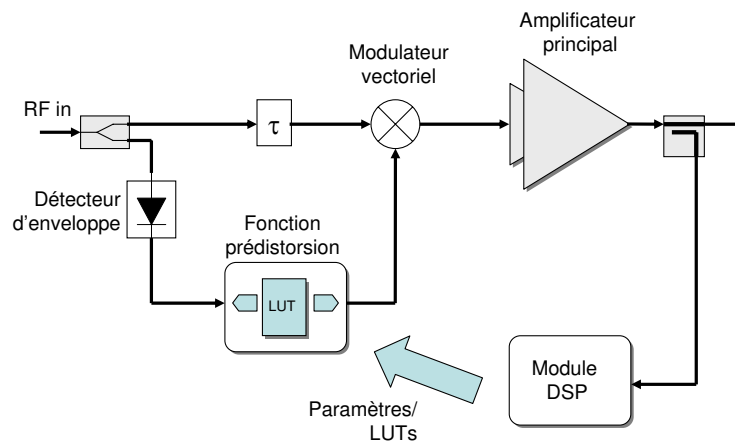 Amplificateur
principal
Modulateur
vectoriel
RF in
τ
Détecteur
d'enveloppe
Fonction
prédistorsion
LUT
Module
DSP
Paramètres/
LUTs